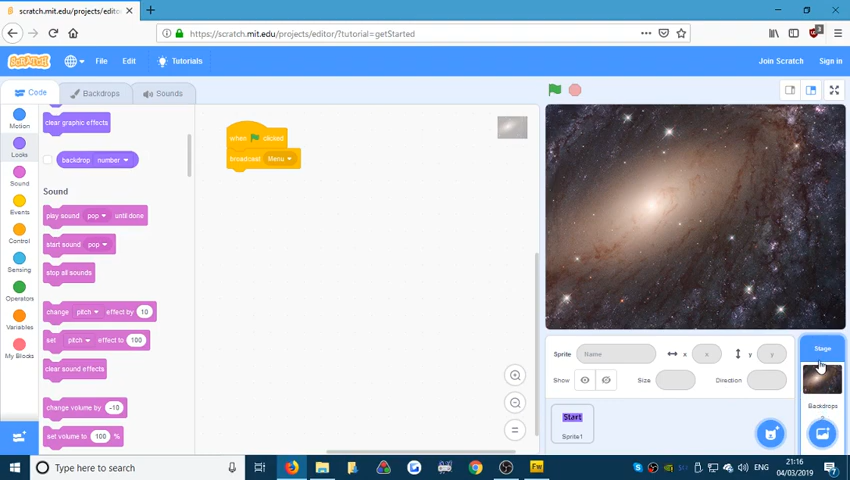 scratch.mit.edu/projects/edito
https://scratch.mit.edu/projects/editor/?tutorial=getStarted
SCRATCH
File
Edit
Tutorials
Join Scratch
Sign in
Code
Backdrops
Sounds
Motion
Looks
Sound
Events
Control
Sensing
Operators
Variables
My Blocks
clear graphic effects
backdrop number
Sound
play sound pop until done
start sound pop
stop all sounds
change pitch effect by 10
set pitch effect to 100
clear sound effects
change volume by -10
set volume to 100 %
when clicked
broadcast Menu
Sprite Name x x y y
Show Size Direction
Start
Sprite1
Stage
Backdrops
Type here to search
Fw
ENG
21:16
04/03/2019